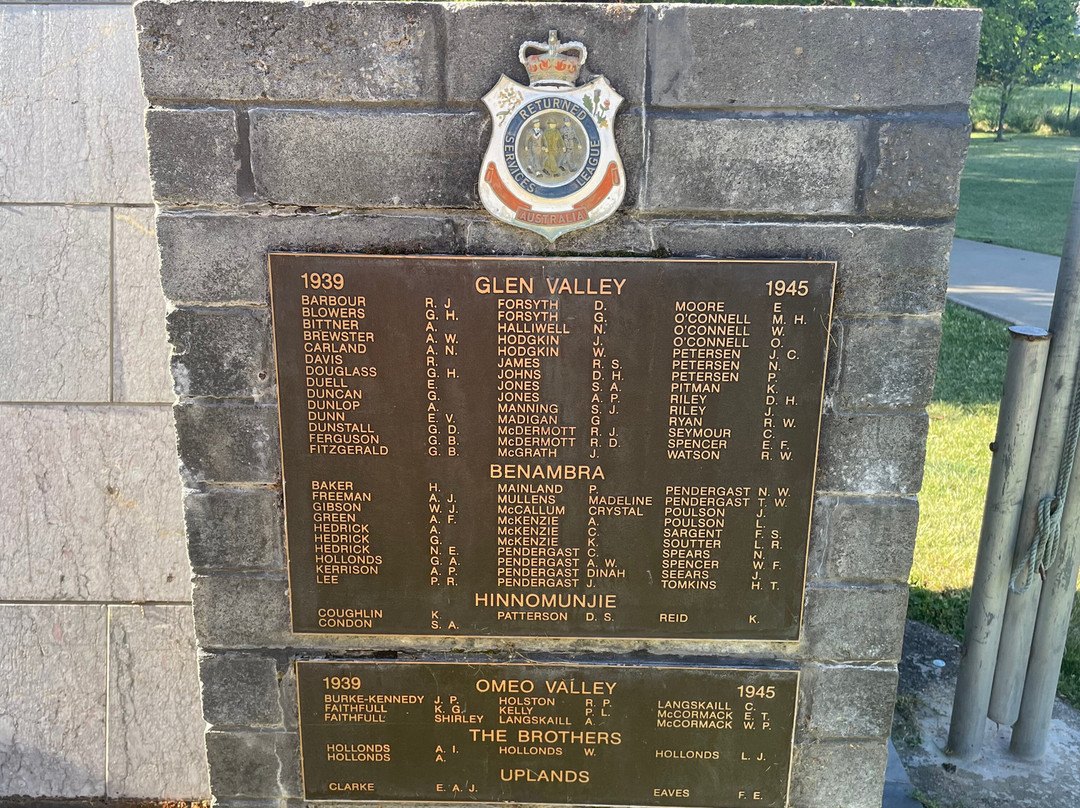 RETURNED
SERVICES LEAGUE
AUSTRALIA
1939 GLEN VALLEY 1945
BARBOUR R. J
BLOWERS G. H.
BITTNER A.
BREWSTER A. W.
CARLAND A. N.
DAVIS R.
DOUGLASS G. H.
DUELL E.
DUNCAN G.
DUNLOP A.
DUNN E. V.
DUNSTALL G. D.
FERGUSON G. B.
FITZGERALD G. B.
FORSYTH D.
FORSYTH G.
HALLIWELL N.
HODGKIN J.
HODGKIN W.
JAMES R. S.
JOHNS D. H.
JONES S. A.
JONES A. P.
MANNING S. J.
MADIGAN G
McDERMOTT R. J.
McDERMOTT R. D.
McGRATH J.
MOORE E.
O'CONNELL M. H.
O'CONNELL W.
O'CONNELL O.
PETERSEN J. C.
PETERSEN N.
PETERSEN P.
PITMAN K.
RILEY D. H.
RILEY J.
RYAN R. W.
SEYMOUR C.
SPENCER E. F.
WATSON R. W.
BENAMBRA
BAKER H.
FREEMAN A. J.
GIBSON W. J.
GREEN A. F.
HEDRICK A.
HEDRICK G.
HEDRICK N. E.
HOLLONDS G. A.
KERRISON A. P.
LEE P. R.
MAINLAND P.
MULLENS MADELINE
McCALLUM CRYSTAL
McKENZIE A.
McKENZIE C.
McKENZIE K.
PENDERGAST C.
PENDERGAST A. W.
PENDERGAST DINAH
PENDERGAST J.
PENDERGAST N. W.
PENDERGAST T. W.
POULSON J.
POULSON L.
SARGENT F. S.
SOUTTER L. R.
SPEARS N.
SPENCER W. F.
SEEARS J.
TOMKINS H. T.
HINNOMUNJIE
COUGHLIN K.
CONDON S. A.
PATTERSON D. S.
REID K.
1939 OMEO VALLEY 1945
BURKE-KENNEDY J. P.
FAITHFULL K. G.
FAITHFULL SHIRLEY
HOLSTON R. P.
KELLY P. L.
LANGSKAILL A.
LANGSKAILL C.
McCORMACK E. T.
McCORMACK W. P.
THE BROTHERS
HOLLONDS A. I.
HOLLONDS A.
HOLLONDS W.
HOLLONDS L. J.
UPLANDS
CLARKE E. A. J.
EAVES F. E.